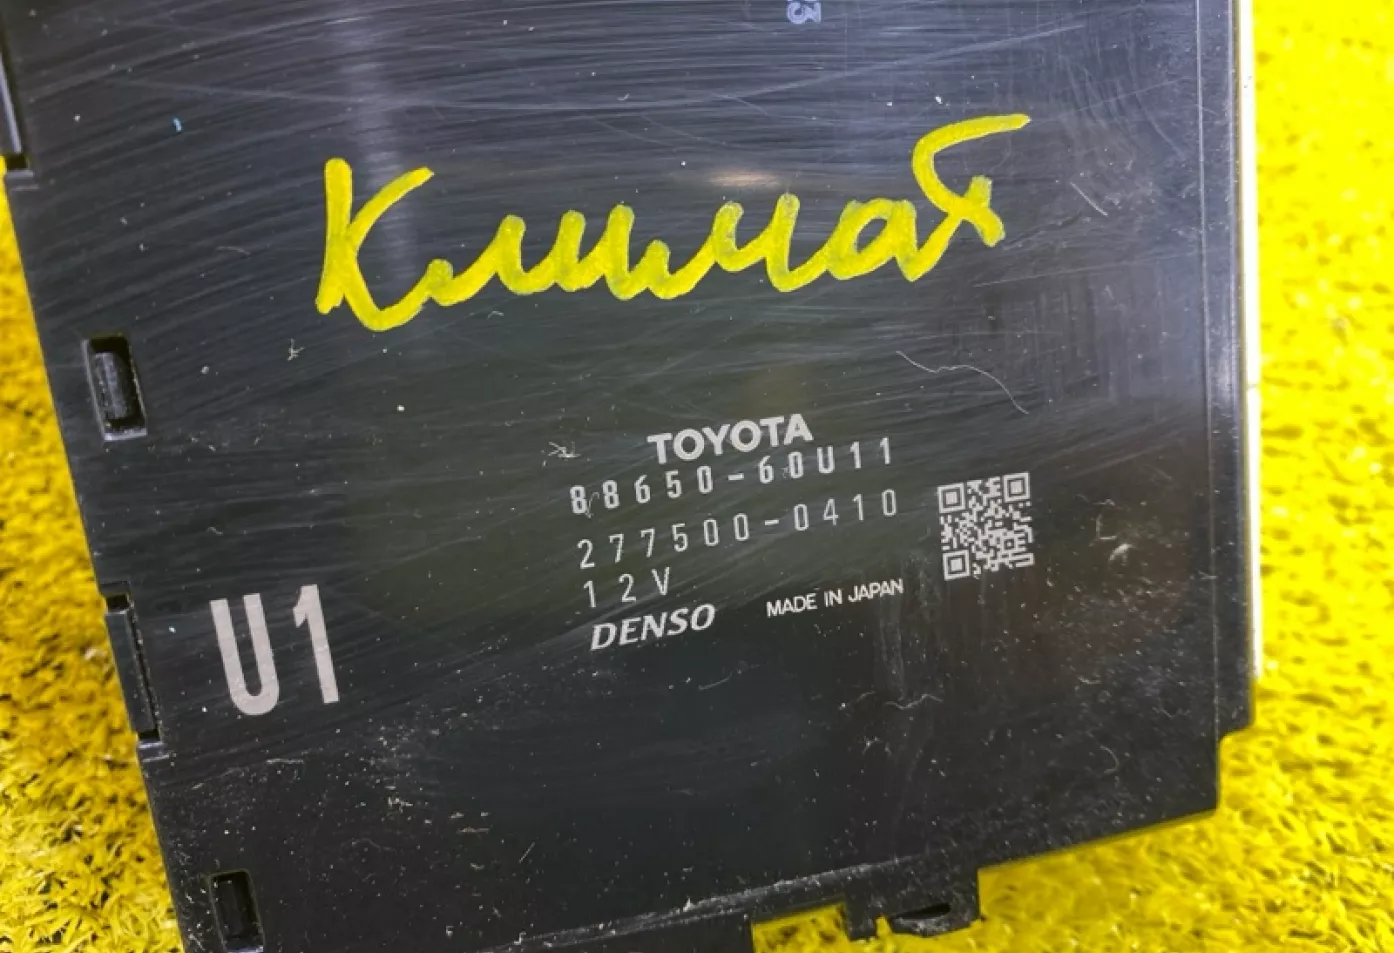 Климат
TOYOTA
88650-60U11
277500-0410
12V
DENSO MADE IN JAPAN
U1